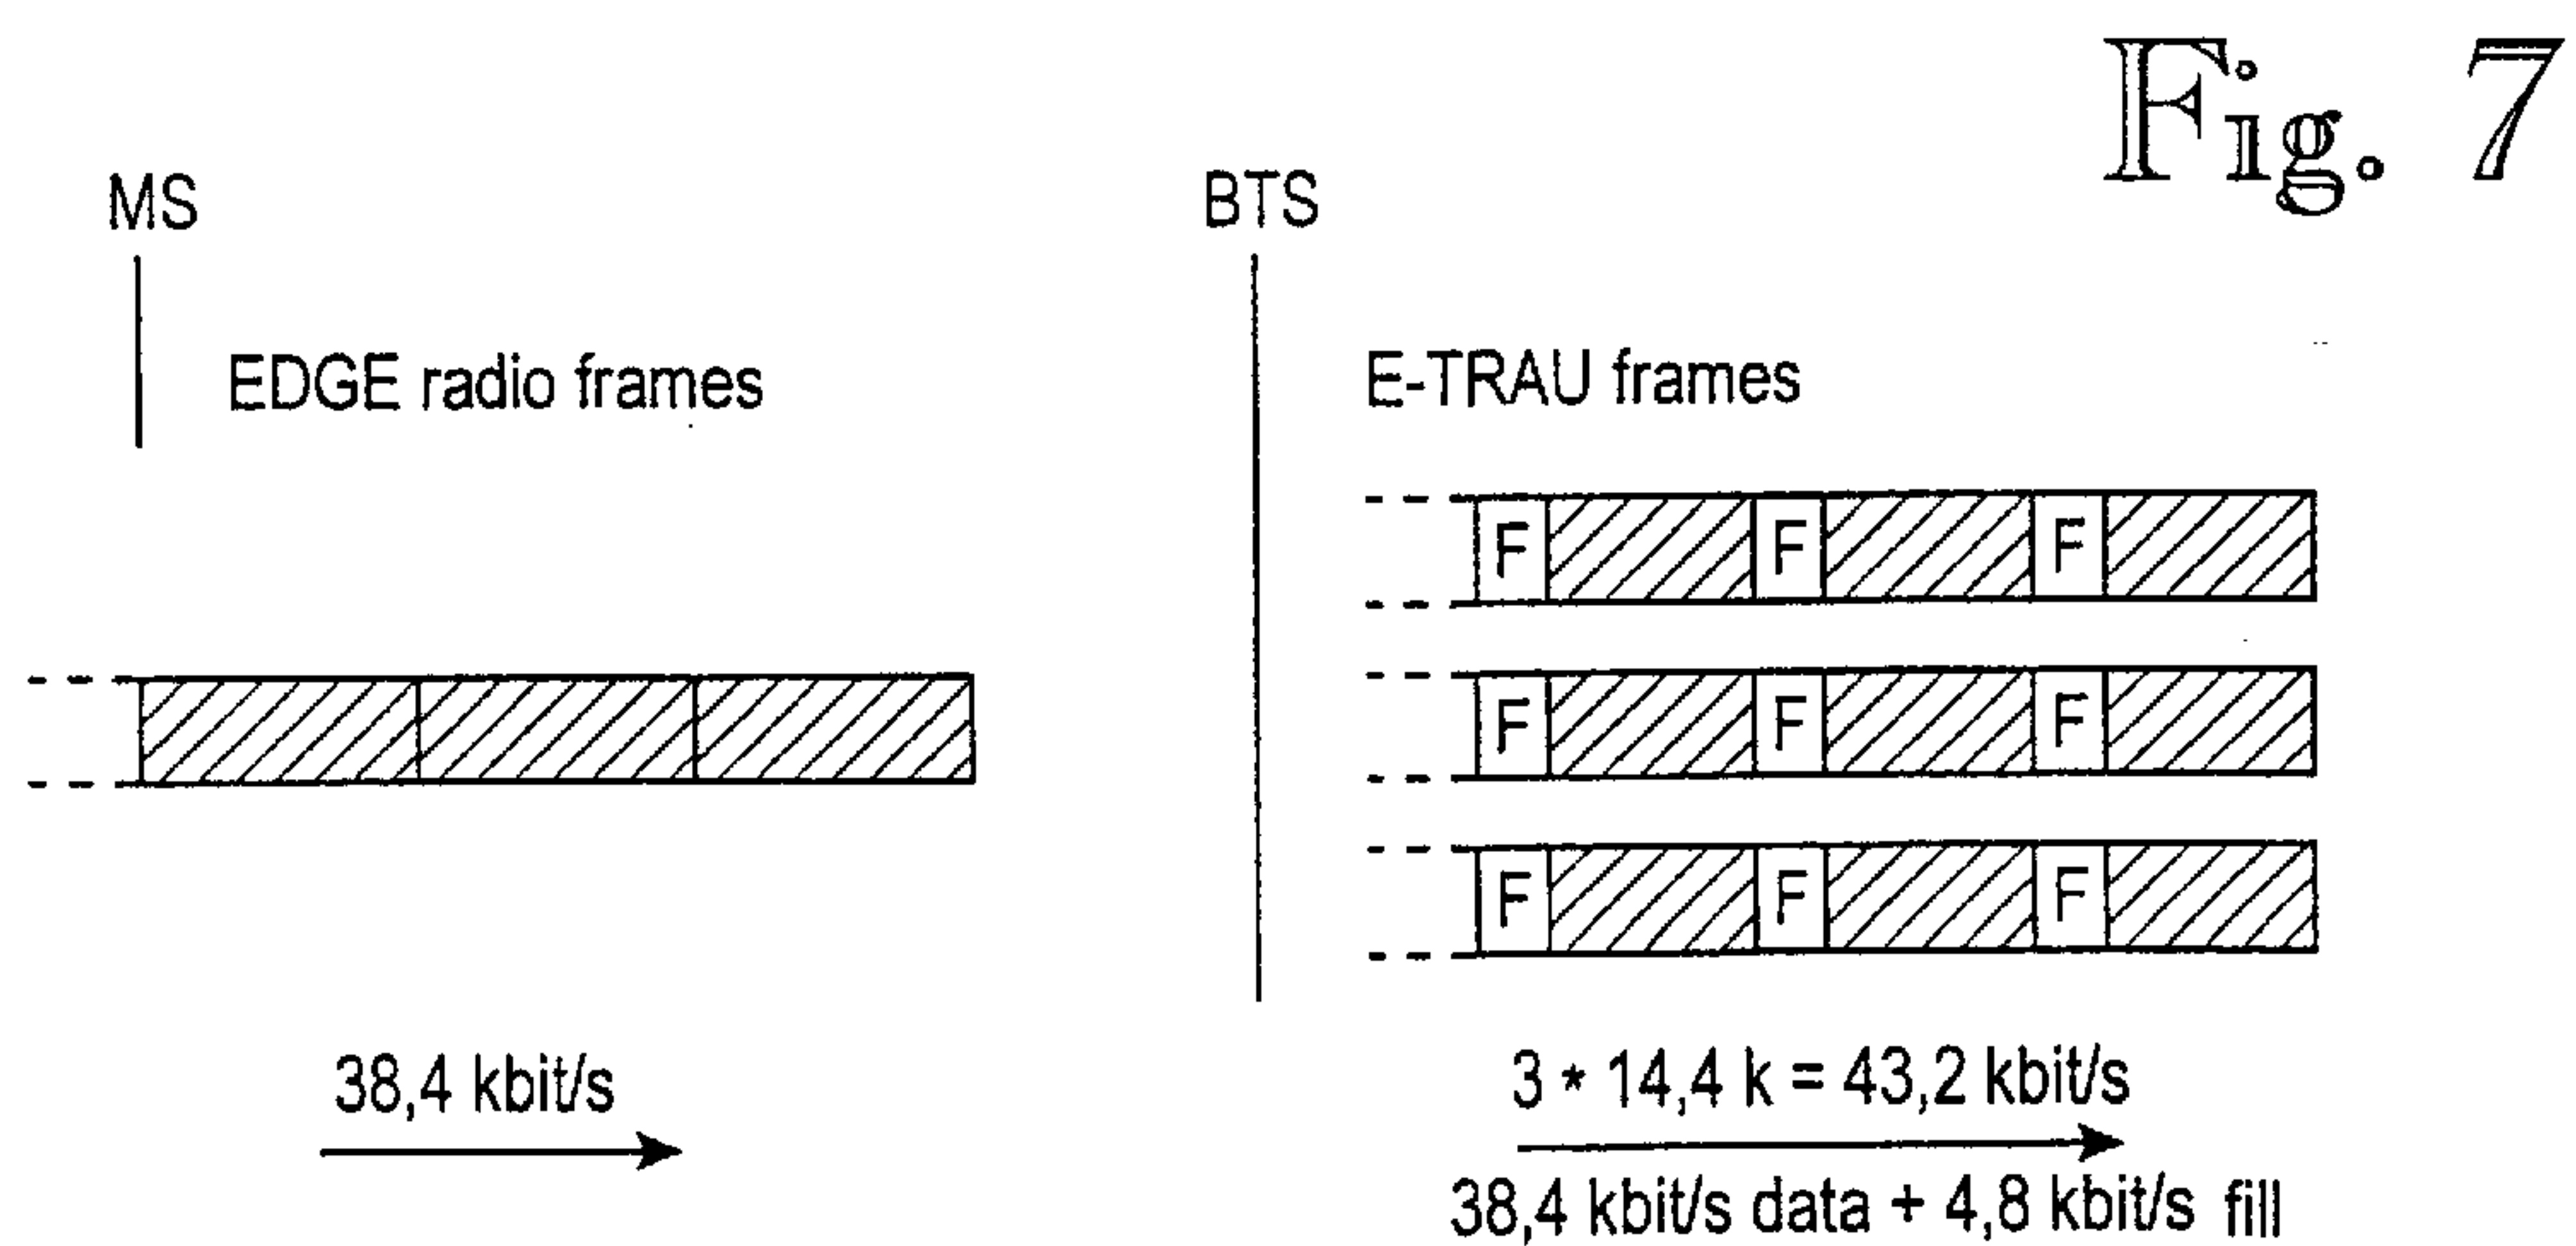 Fig. 7
MS
BTS
EDGE radio frames
E-TRAU frames
F F F
F F F
F F F
38,4 kbit/s
3 * 14,4 k = 43,2 kbit/s
38,4 kbit/s data + 4,8 kbit/s fill